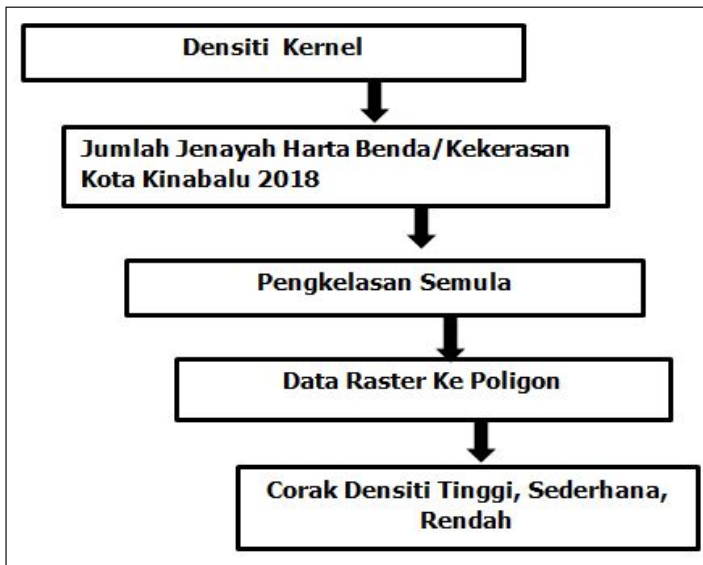 Densiti Kernel
Jumlah Jenayah Harta Benda/Kekerasan
Kota Kinabalu 2018
Pengkelasan Semula
Data Raster Ke Poligon
Corak Densiti Tinggi, Sederhana,
Rendah